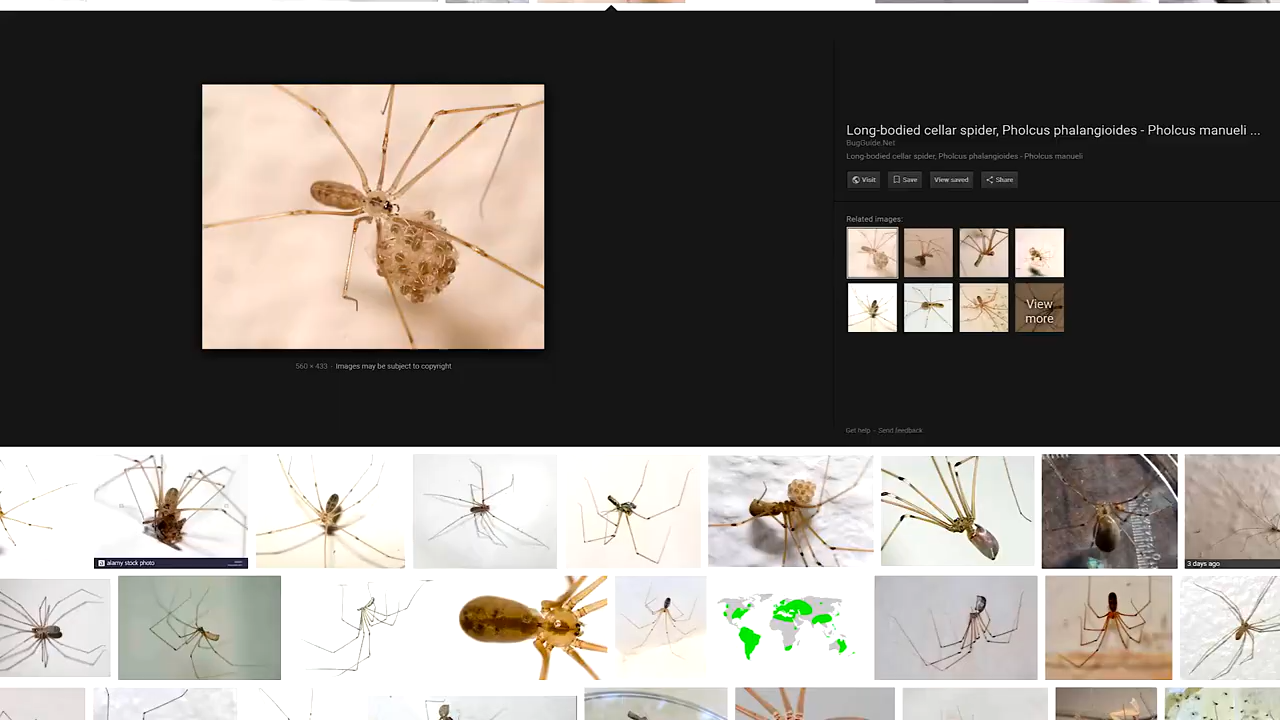 Long-bodied cellar spider, Pholcus phalangioides - Pholcus manueli ...
BugGuide.Net
Long-bodied cellar spider, Pholcus phalangioides - Pholcus manueli
Visit Save View saved Share
Related images:
View
more
560 × 433 · Images may be subject to copyright
Get help - Send feedback
alamy stock photo
3 days ago